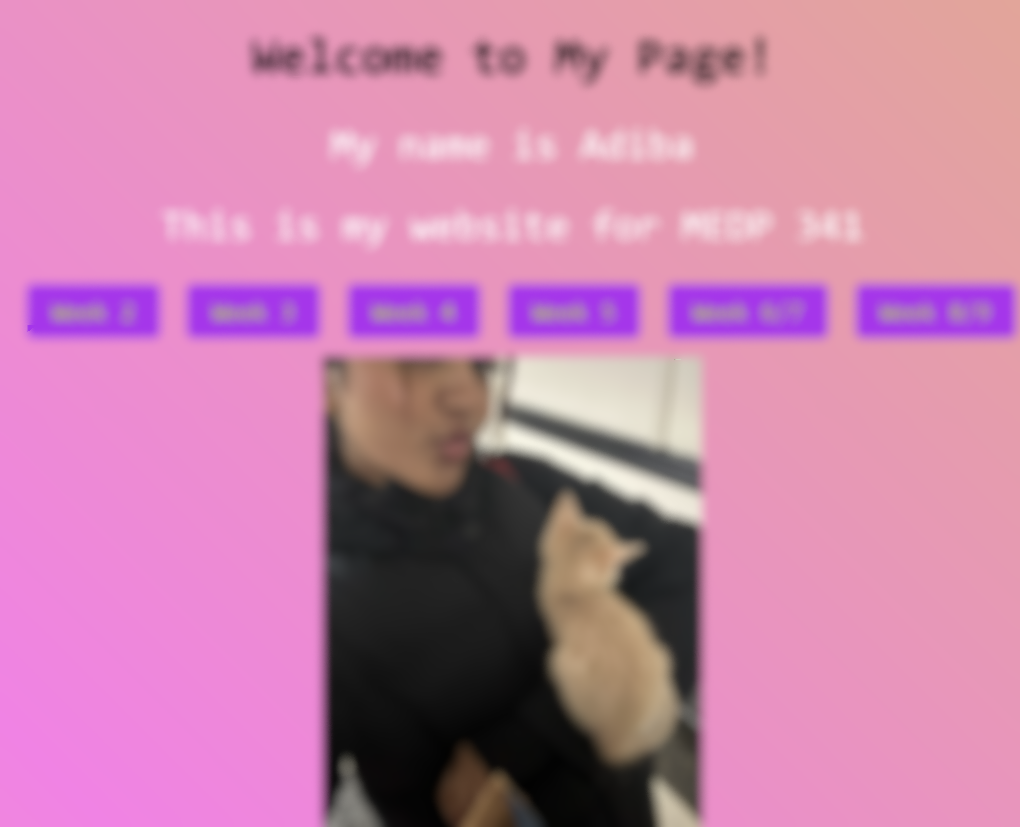 Welcome to My Page!
My name is Adiba
This is my website for MEDP 341
Week 2 Week 3 Week 4 Week 5 Week 6/7 Week 8/9